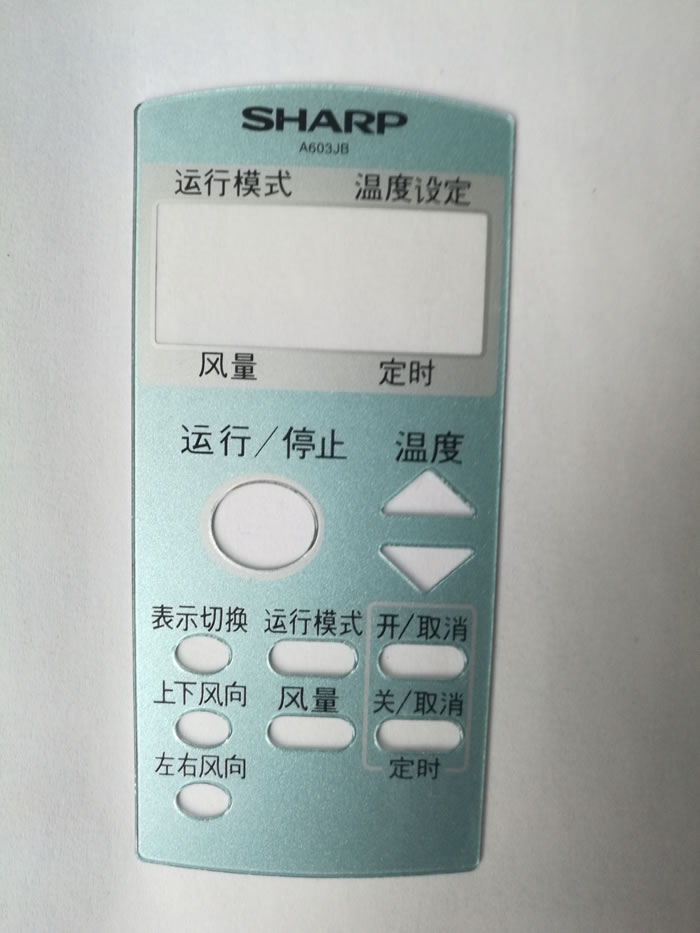 SHARP
A603JB
运行模式 温度设定
风量 定时
运行/停止 温度
表示切换 运行模式 开/取消
上下风向 风量 关/取消
左右风向 定时